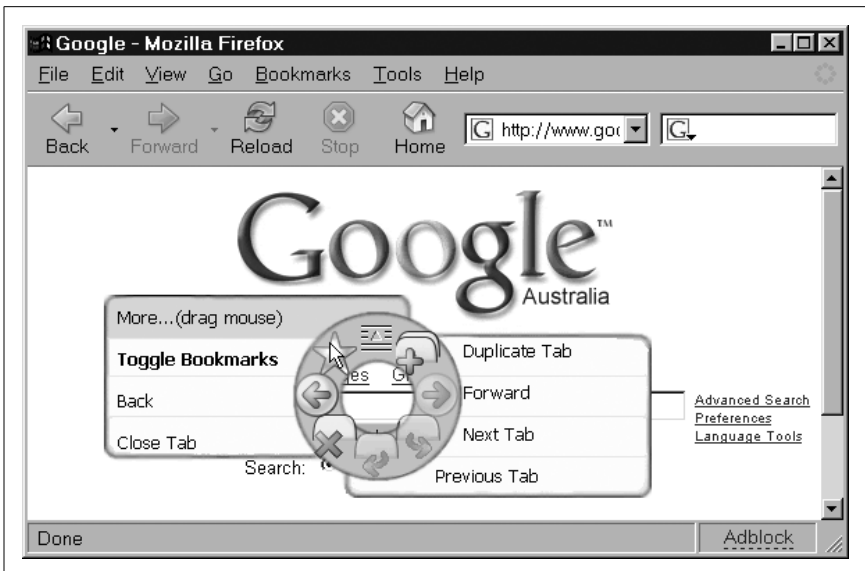 Google - Mozilla Firefox
File Edit View Go Bookmarks Tools Help
Back Forward Reload Stop Home
G http://www.goo G
Google™
Australia
More...(drag mouse)
Toggle Bookmarks
Back
Close Tab
Duplicate Tab
Forward
Next Tab
Previous Tab
Advanced Search
Preferences
Language Tools
Search:
Done Adblock